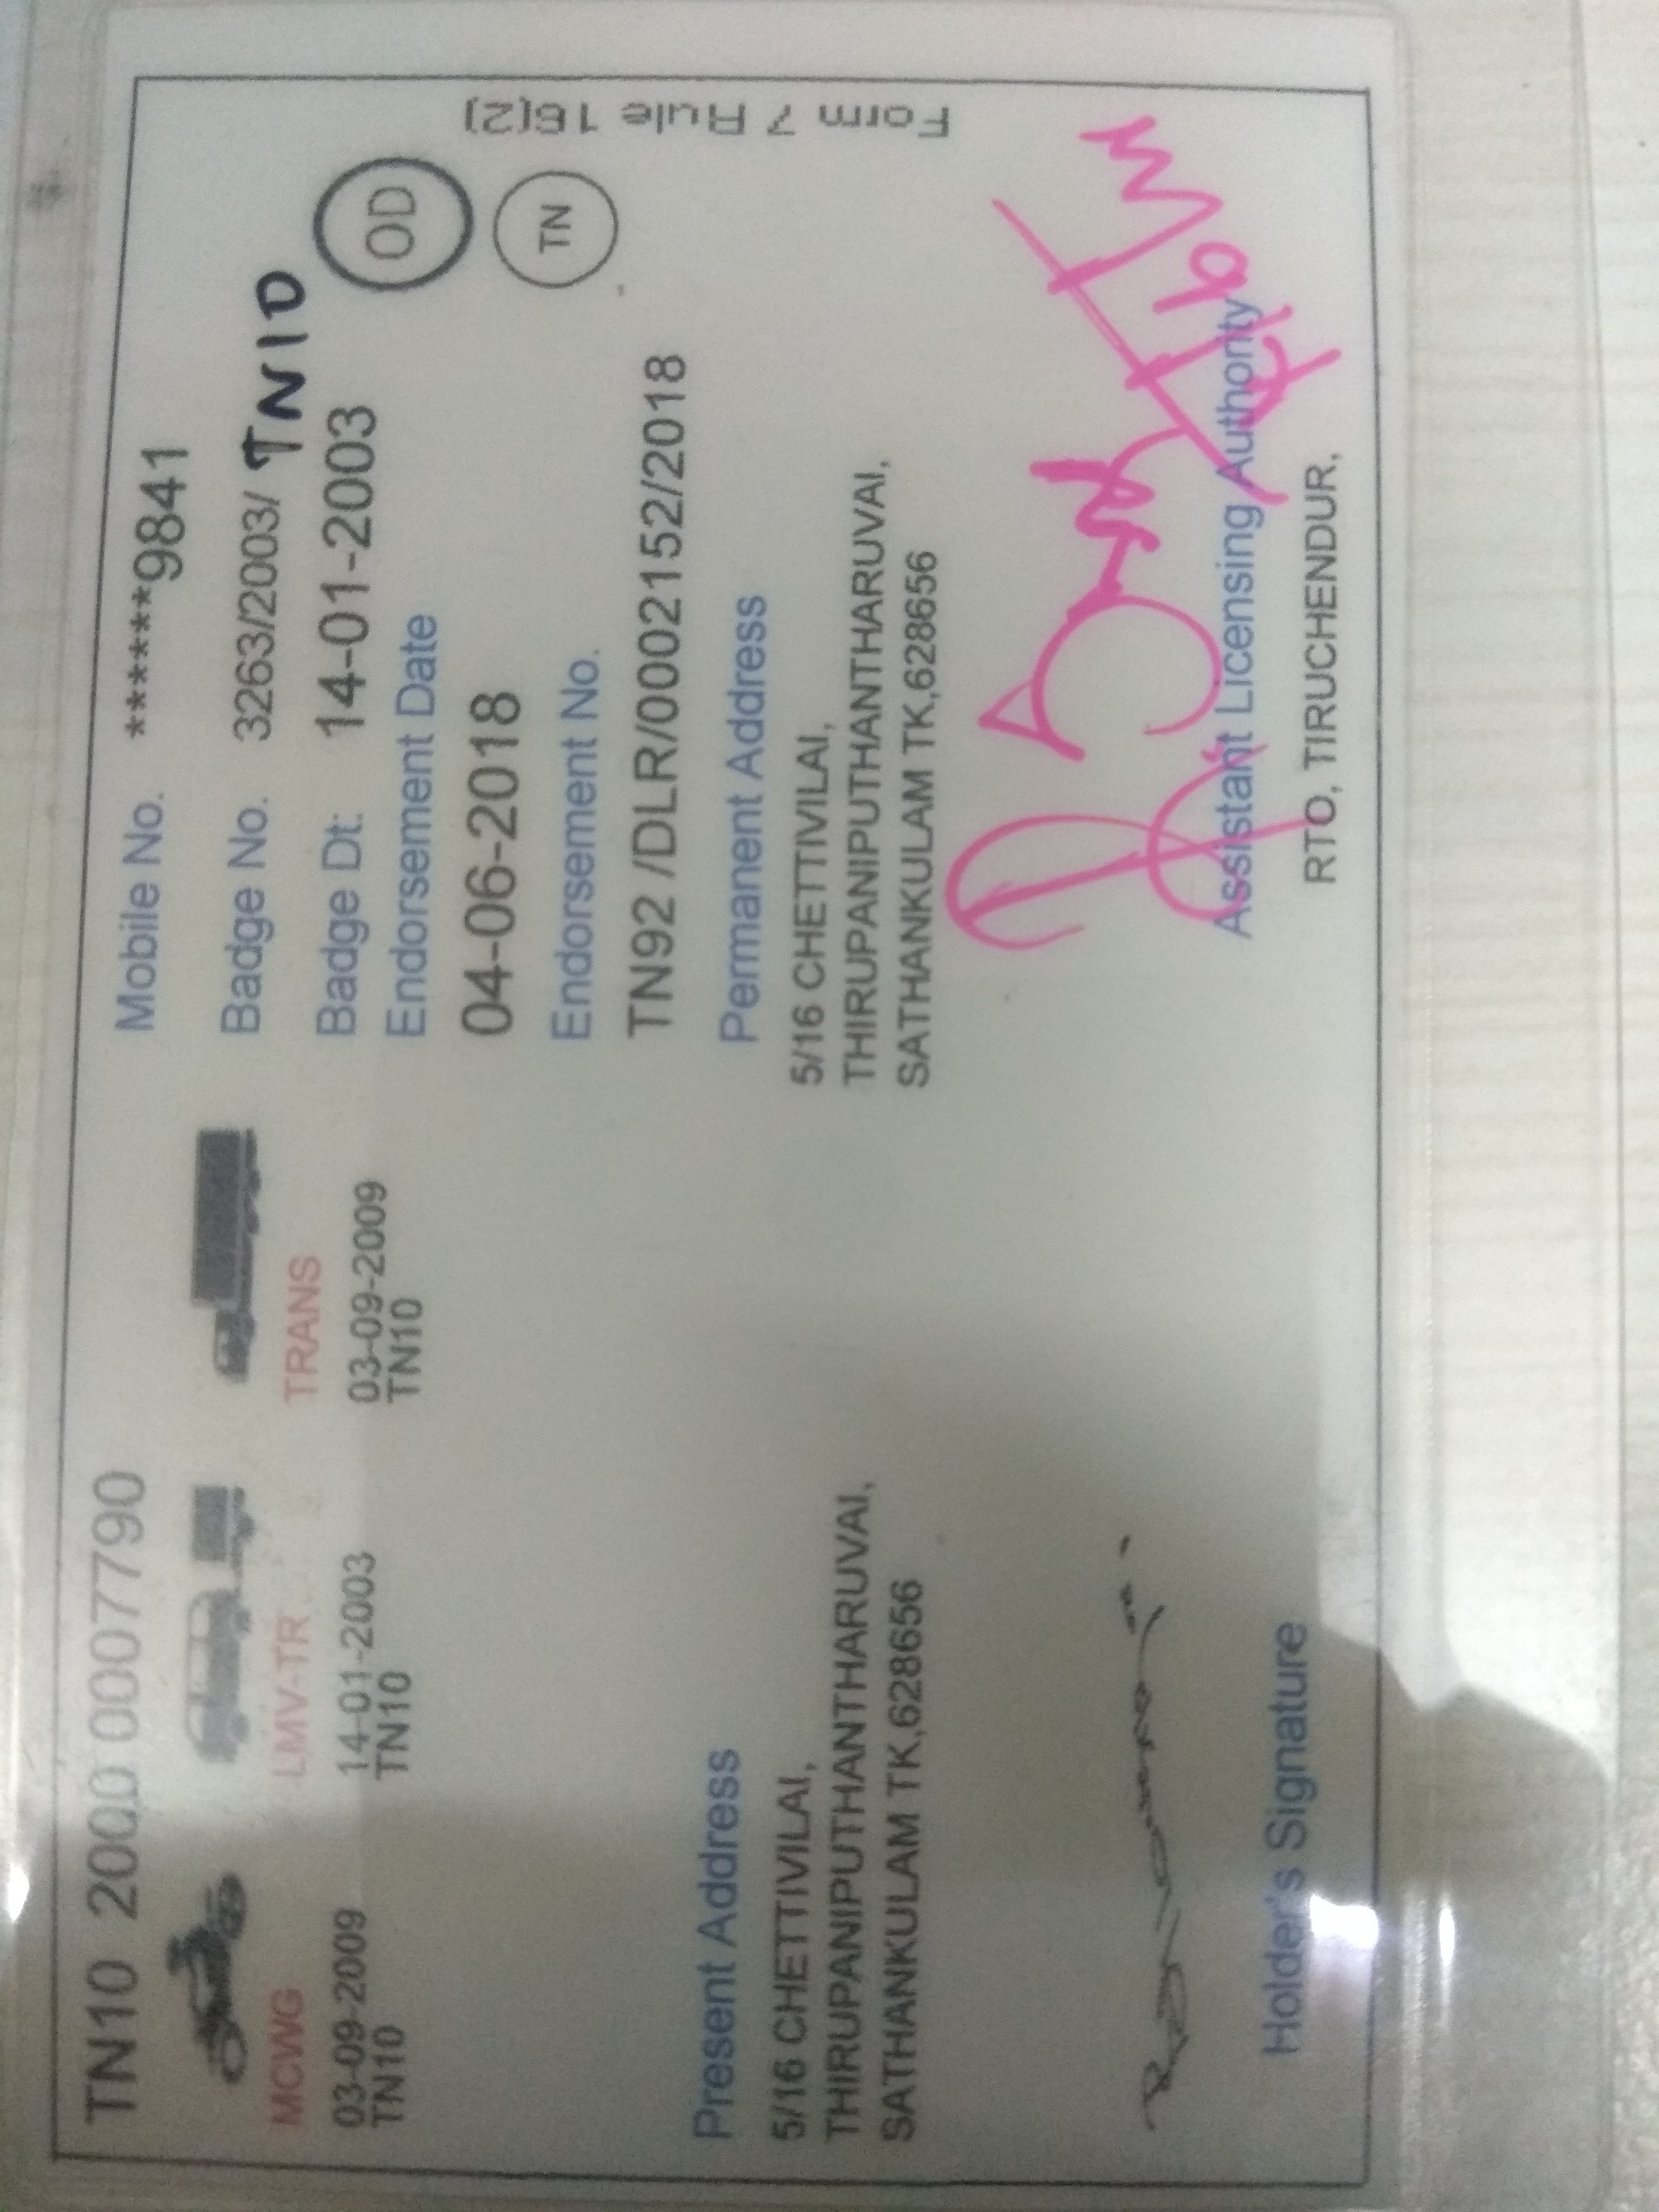 TN10 2000 0007790
MCWG
03-09-2009
TN10
LMV-TR
14-01-2003
TN10
TRANS
03-09-2009
TN10
Mobile No. ******9841
Badge No. 3263/2003/ TN10
Badge Dt: 14-01-2003
Endorsement Date
04-06-2018
Endorsement No.
TN92 /DLR/0002152/2018
OD
TN
Form 7 Rule 16(2)
Present Address
5/16 CHETTIVILAI,
THIRUPANIPUTHANTHARUVAI,
SATHANKULAM TK,628656
Permanent Address
5/16 CHETTIVILAI,
THIRUPANIPUTHANTHARUVAI,
SATHANKULAM TK,628656
Holder's Signature
Assistant Licensing Authority
RTO, TIRUCHENDUR,